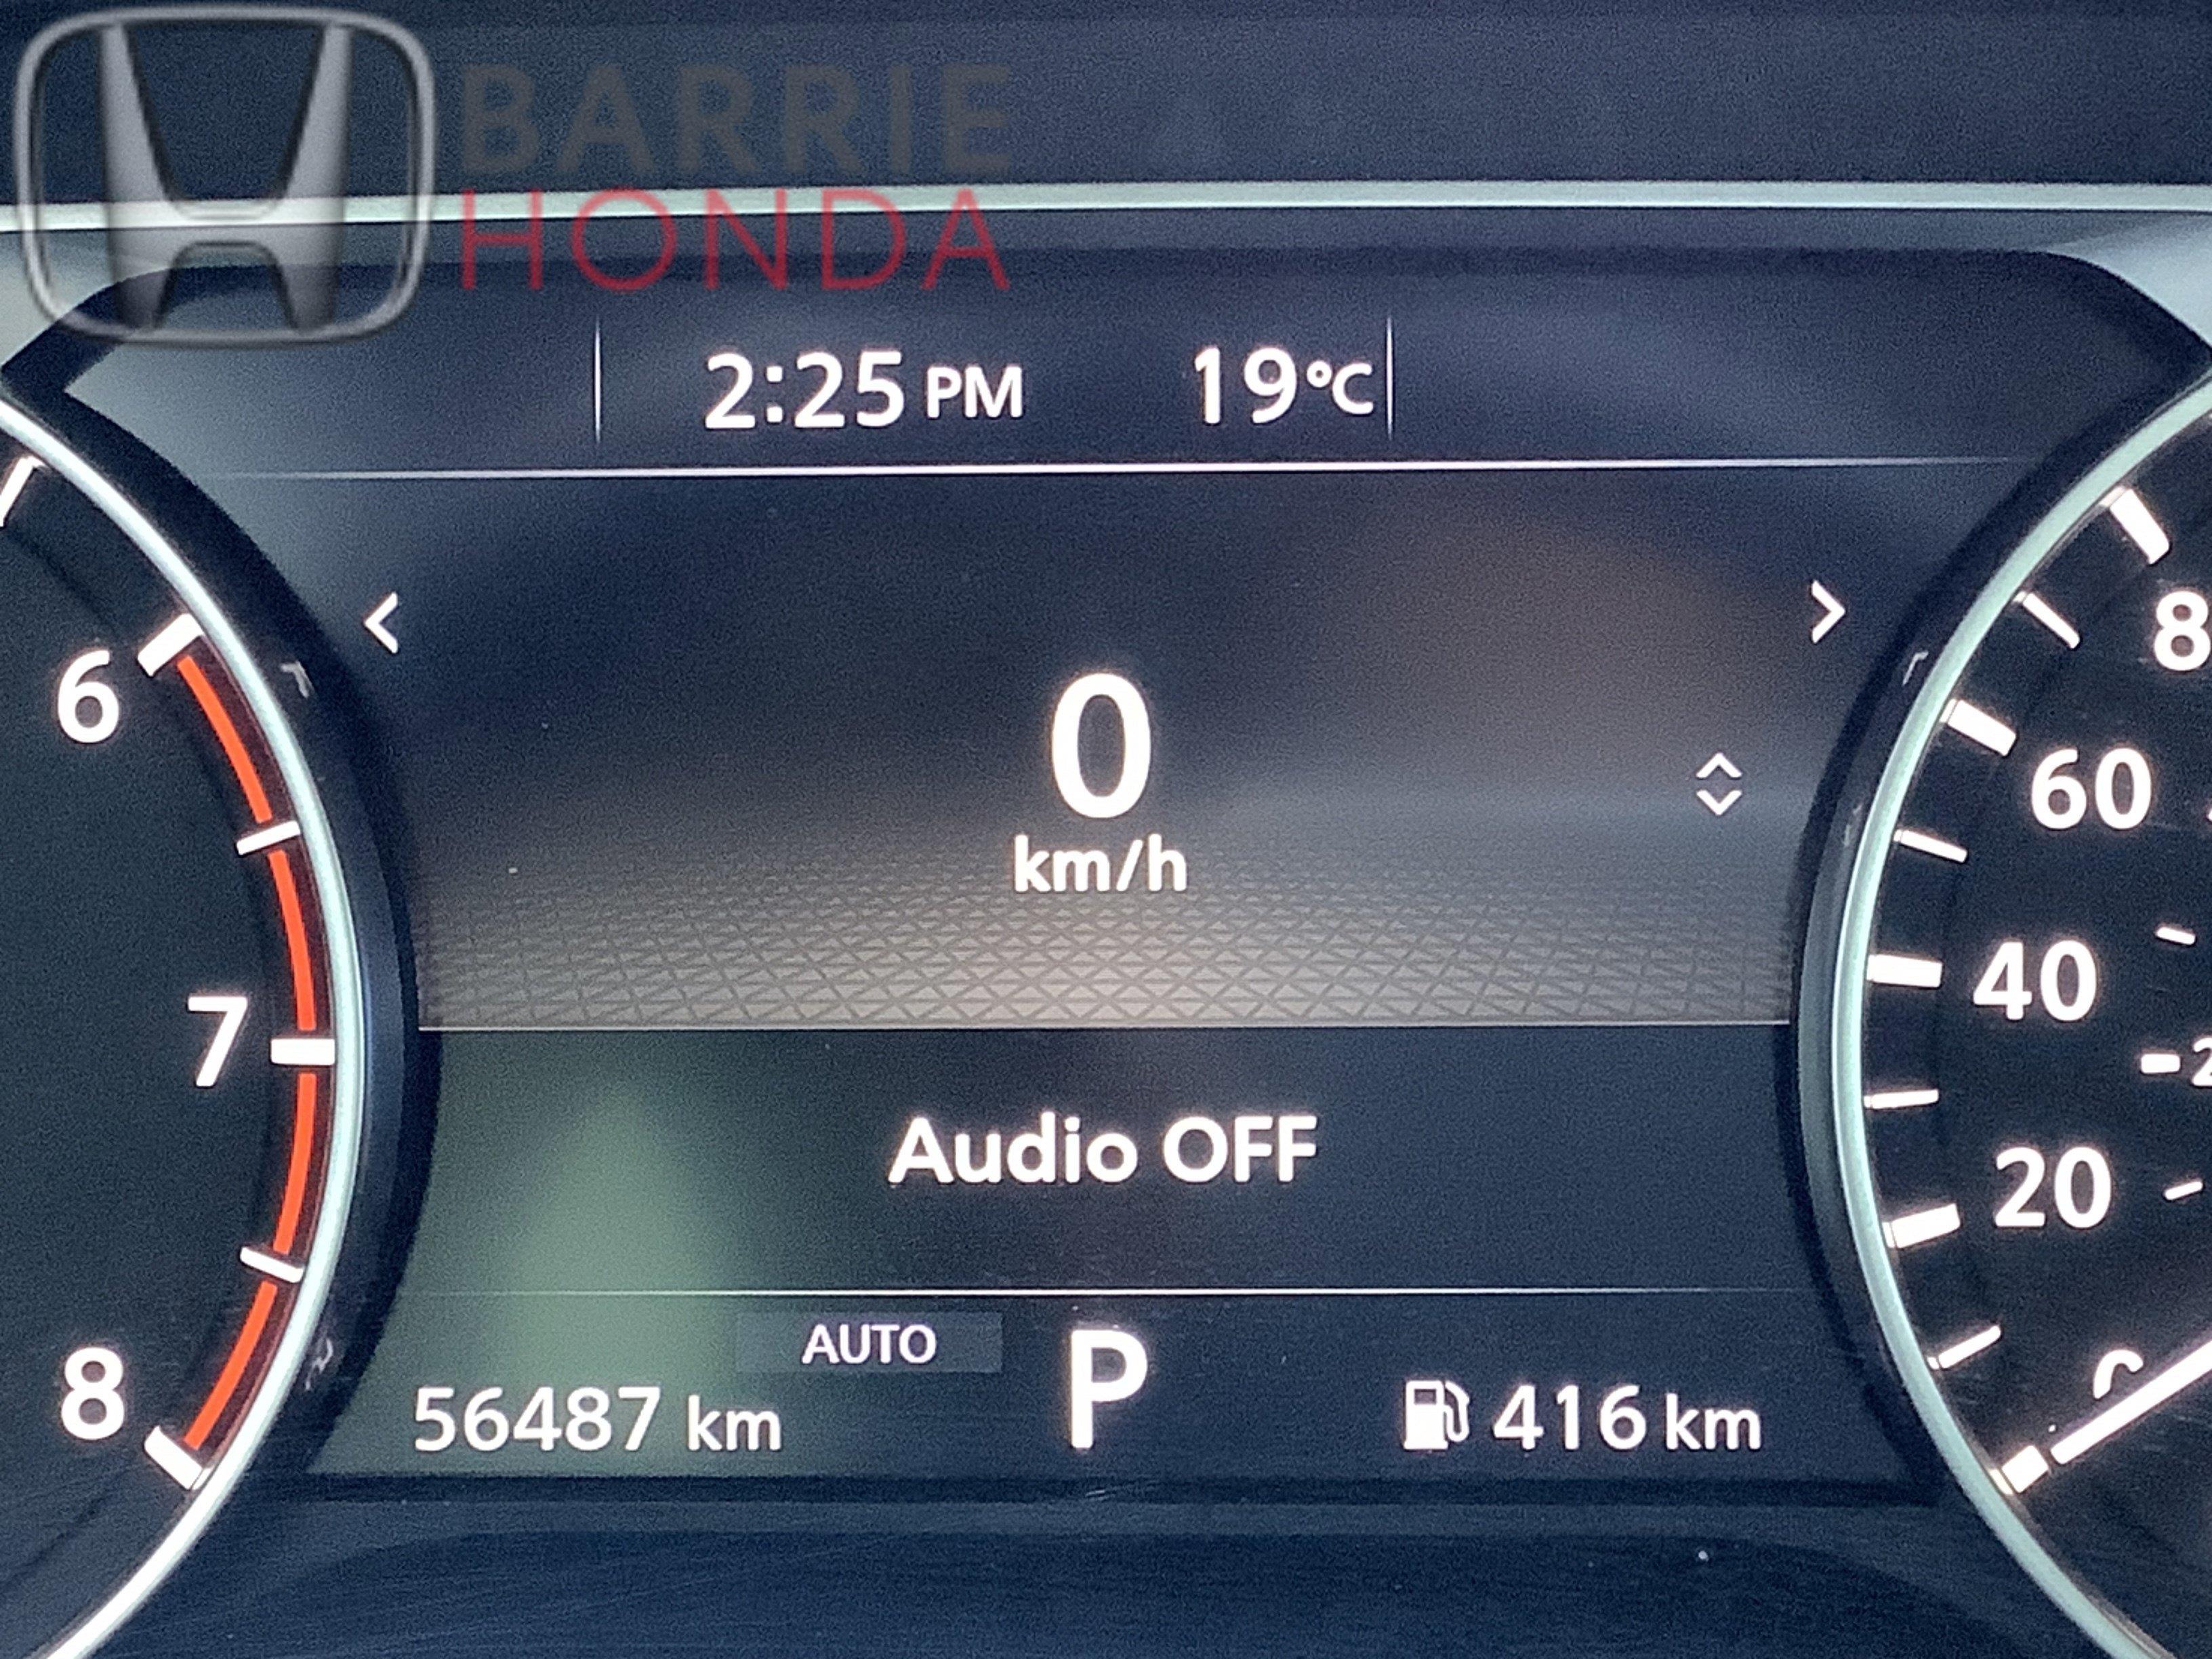 BARRIE
HONDA
2:25 PM 19°C
0
km/h
Audio OFF
AUTO
P
56487 km
416 km
6
7
8
8
60
40
20